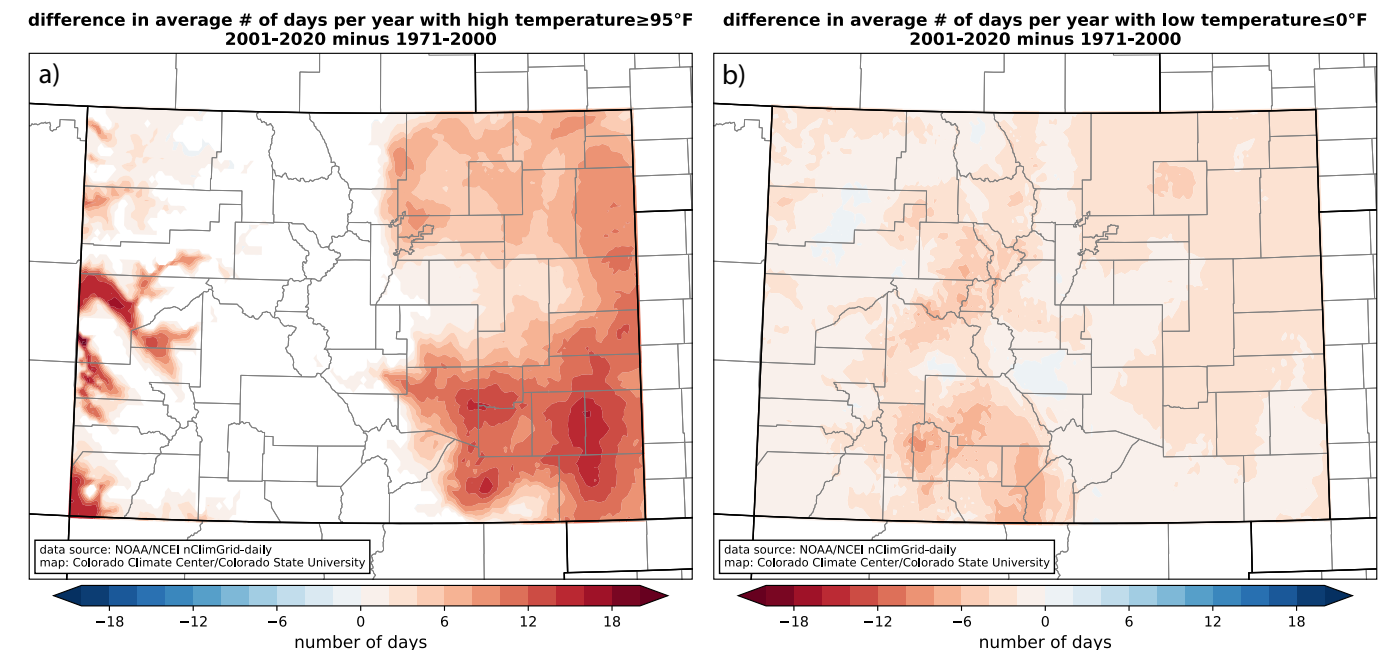 difference in average # of days per year with high temperature≥95°F
2001-2020 minus 1971-2000
a)
data source: NOAA/NCEI nClimGrid-daily
map: Colorado Climate Center/Colorado State University
−18 −12 −6 0 6 12 18
number of days
difference in average # of days per year with low temperature≤0°F
2001-2020 minus 1971-2000
b)
data source: NOAA/NCEI nClimGrid-daily
map: Colorado Climate Center/Colorado State University
−18 −12 −6 0 6 12 18
number of days